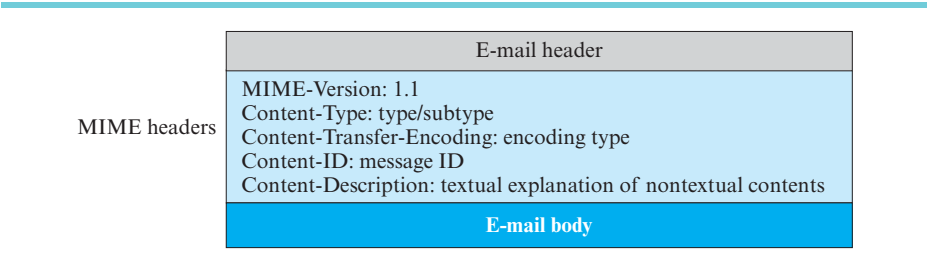 E-mail header
MIME-Version: 1.1
Content-Type: type/subtype
MIME headers
Content-Transfer-Encoding: encoding type
Content-ID: message ID
Content-Description: textual explanation of nontextual contents
E-mail body